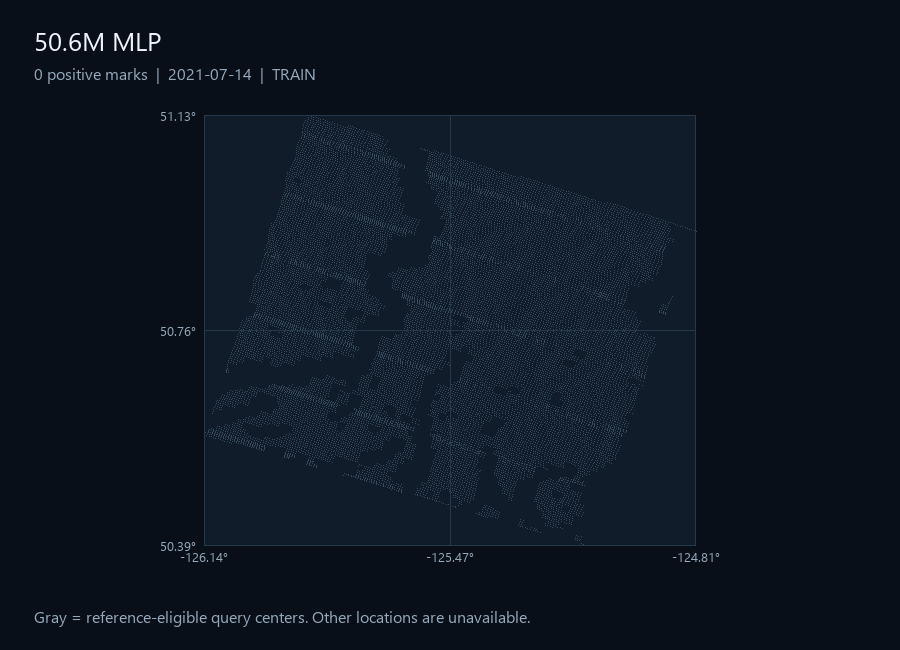 50.6M MLP
0 positive marks | 2021-07-14 | TRAIN
51.13°
50.76°
50.39°
-126.14°
-125.47°
-124.81°
Gray = reference-eligible query centers. Other locations are unavailable.